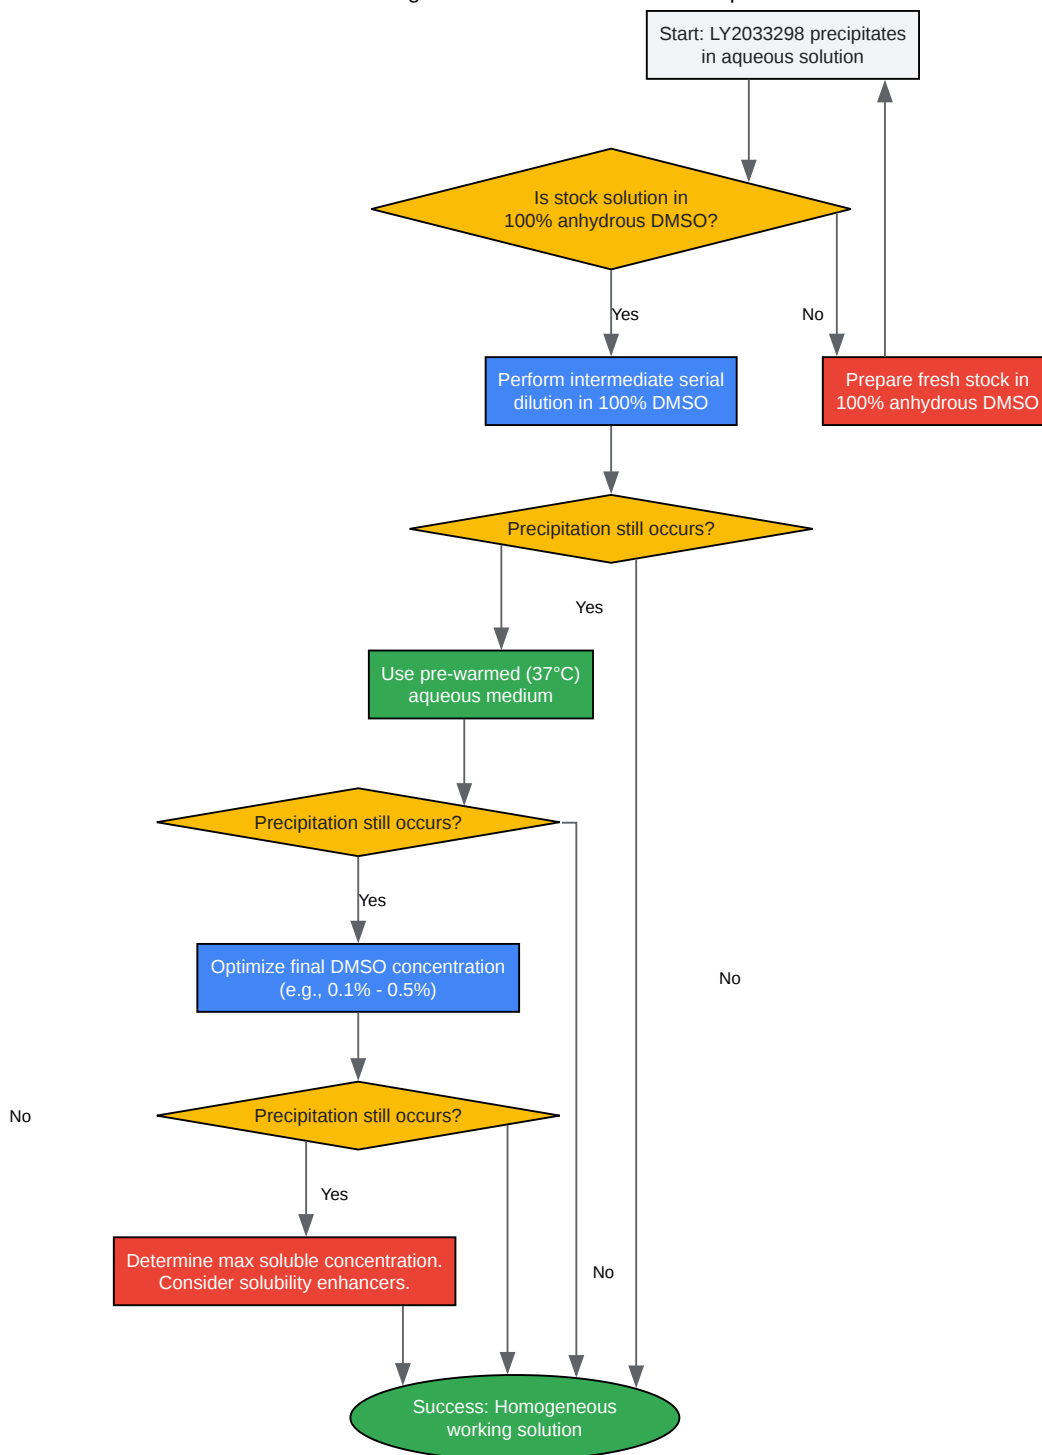 Start: LY2033298 precipitates
in aqueous solution
Is stock solution in
100% anhydrous DMSO?
Yes
No
Perform intermediate serial
dilution in 100% DMSO
Prepare fresh stock in
100% anhydrous DMSO
Precipitation still occurs?
Yes
Use pre-warmed (37°C)
aqueous medium
Precipitation still occurs?
Yes
Optimize final DMSO concentration
(e.g., 0.1% - 0.5%)
No
Precipitation still occurs?
No
Yes
Determine max soluble concentration.
Consider solubility enhancers.
No
Success: Homogeneous
working solution